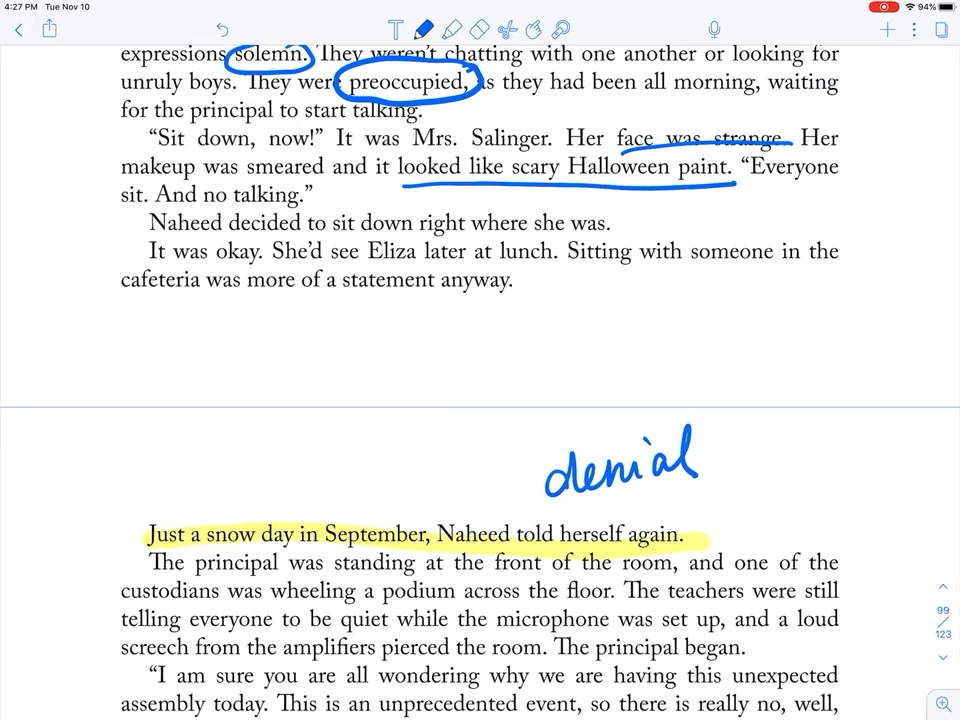 4:27 PM Tue Nov 10
94%
T
expressions solemn. They weren't chatting with one another or looking for
unruly boys. They were preoccupied, as they had been all morning, waiting
for the principal to start talking.
“Sit down, now!” It was Mrs. Salinger. Her face was strange. Her
makeup was smeared and it looked like scary Halloween paint. “Everyone
sit. And no talking.”
Naheed decided to sit down right where she was.
It was okay. She'd see Eliza later at lunch. Sitting with someone in the
cafeteria was more of a statement anyway.
denial
Just a snow day in September, Naheed told herself again.
The principal was standing at the front of the room, and one of the
custodians was wheeling a podium across the floor. The teachers were still
telling everyone to be quiet while the microphone was set up, and a loud
screech from the amplifiers pierced the room. The principal began.
“I am sure you are all wondering why we are having this unexpected
assembly today. This is an unprecedented event, so there is really no, well,
99
/
123